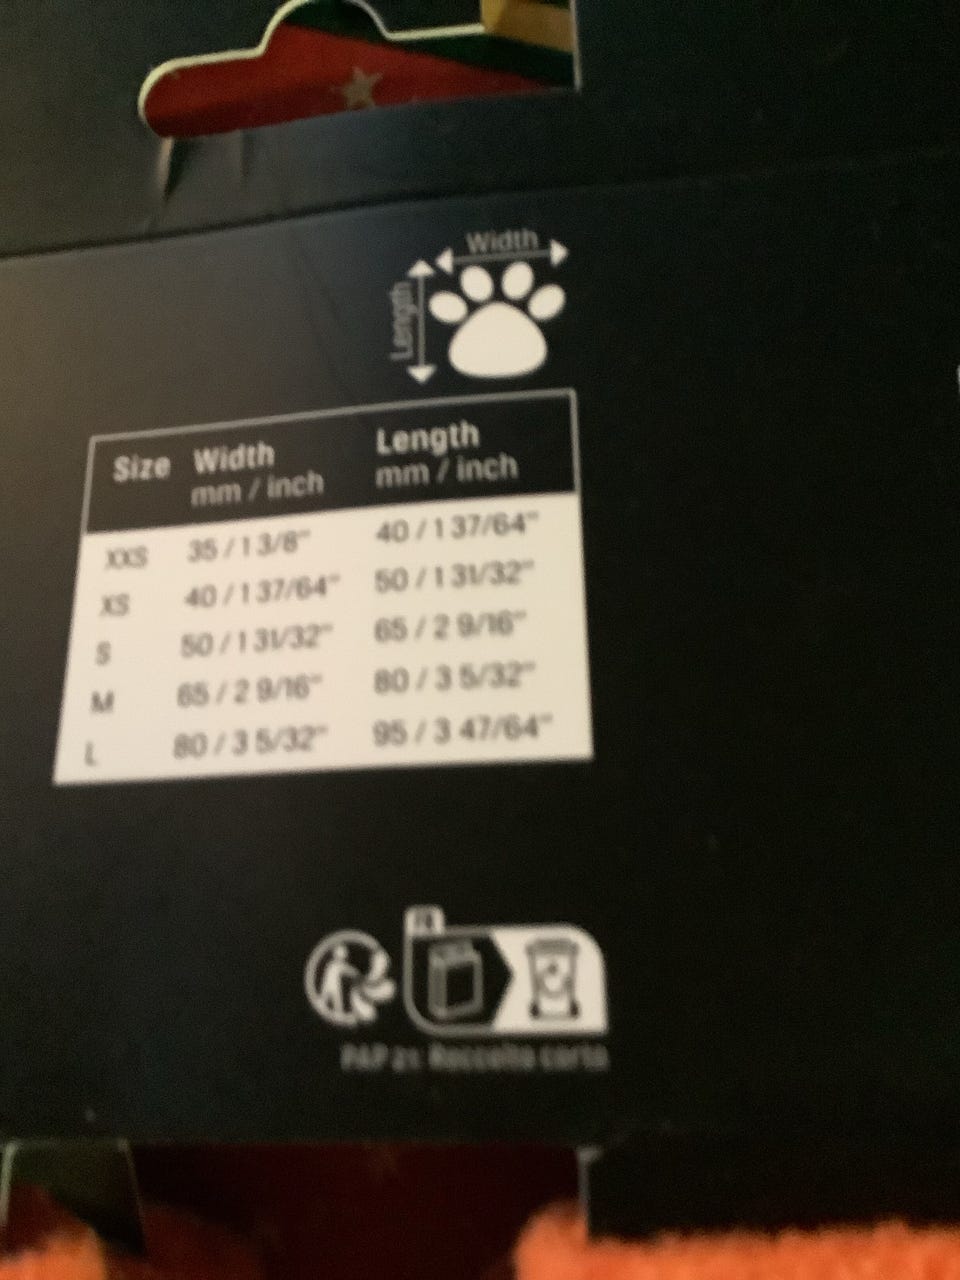 Width
Length
Size Width Length
mm / inch mm / inch
XXS 35 / 1 3/8" 40 / 1 37/64"
XS 40 / 1 37/64" 50 / 1 31/32"
S 50 / 1 31/32" 65 / 2 9/16"
M 65 / 2 9/16" 80 / 3 5/32"
L 80 / 3 5/32" 95 / 3 47/64"
FR
PAP 21: Raccolta carta